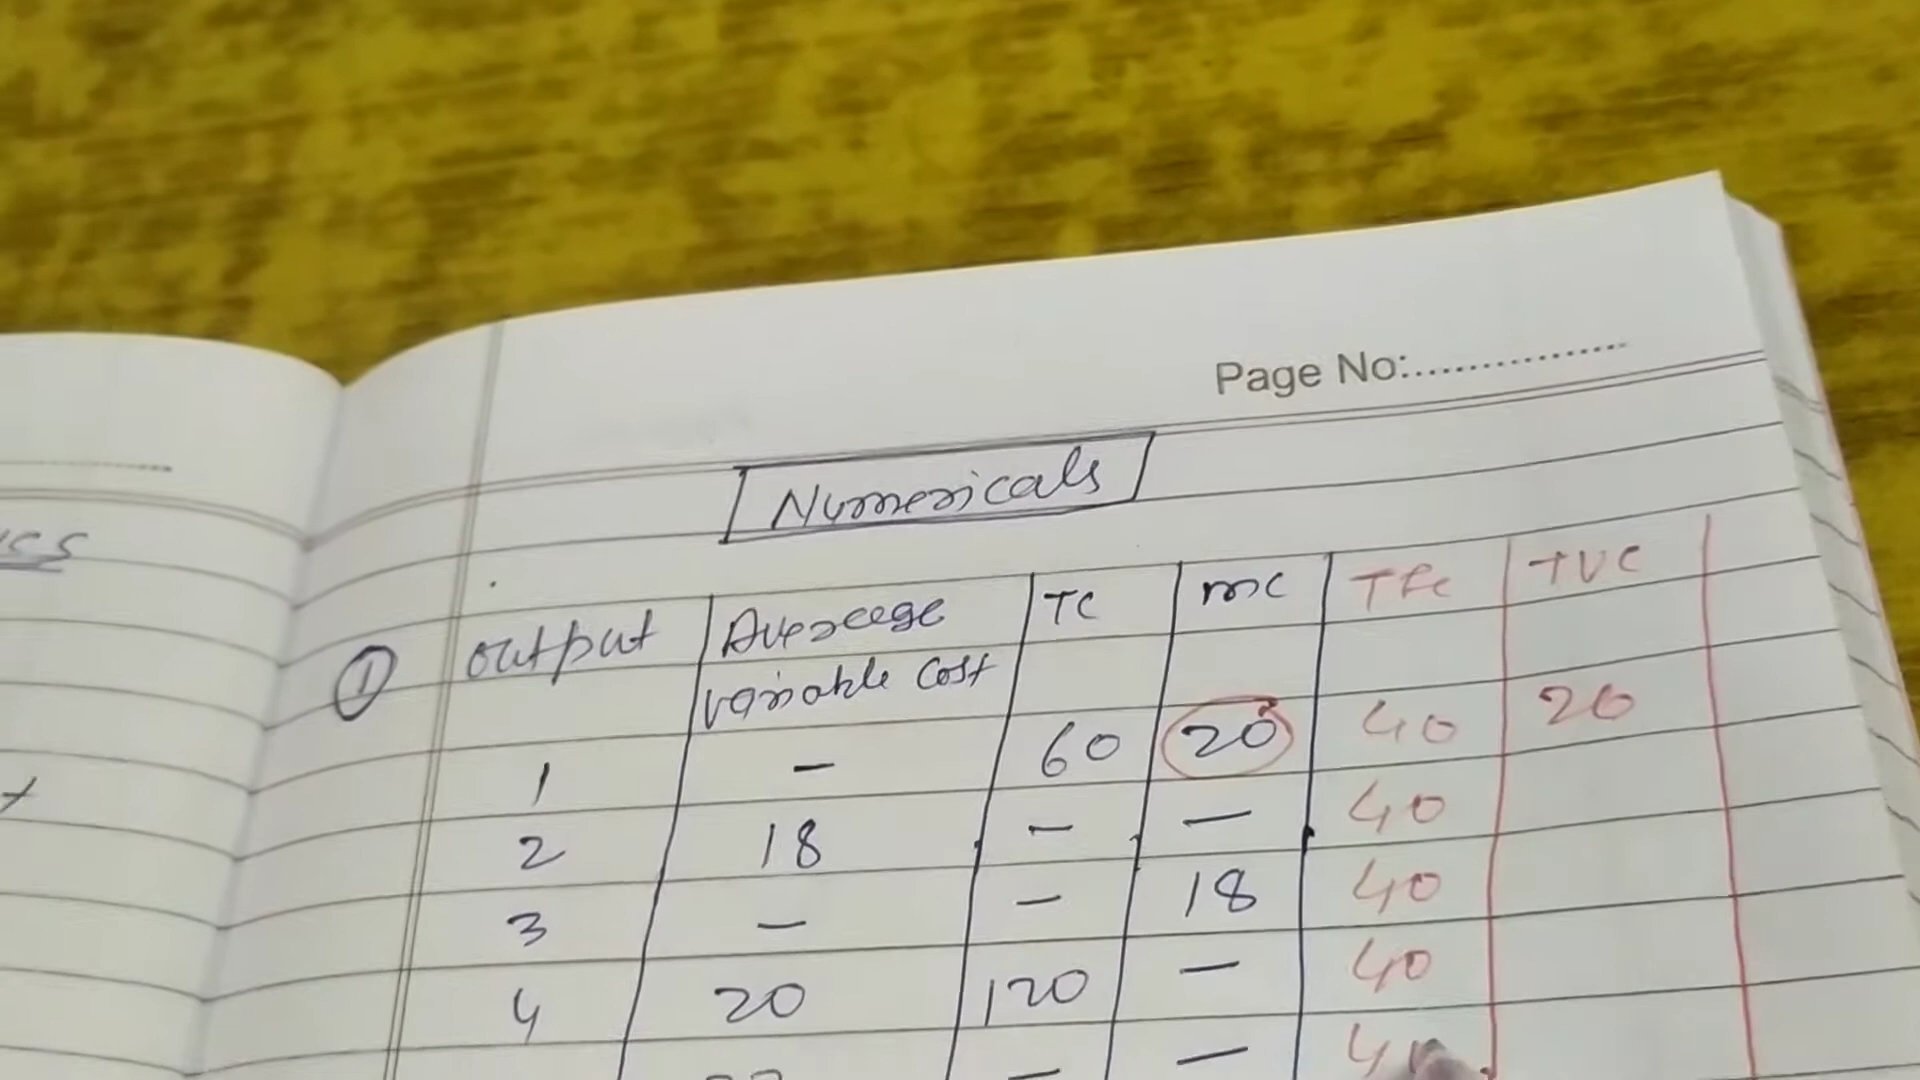 Page No:
Numericals
ics
① output Average variable cost TC mc TFC TVC
1 – 60 20 40 20
2 18 – – 40
3 – – 18 40
4 20 120 – 40
– –